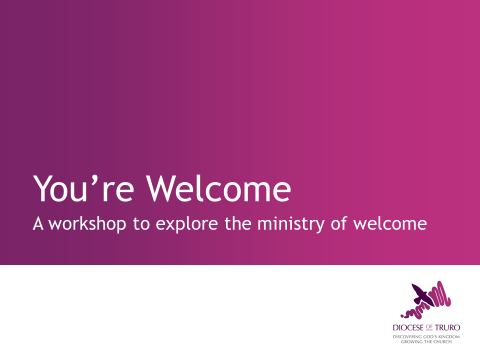 You’re Welcome
A workshop to explore the ministry of welcome
DIOCESE OF TRURO
DISCOVERING GOD'S KINGDOM
GROWING THE CHURCH